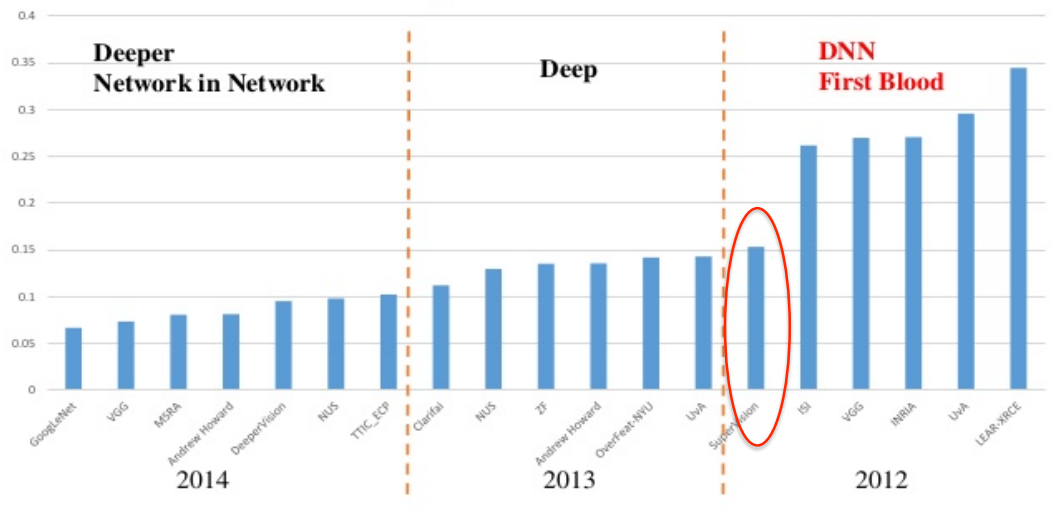 0.4
0.35
0.3
0.25
0.2
0.15
0.1
0.05
0
Deeper
Network in Network
Deep
DNN
First Blood
GoogLeNet
VGG
MSRA
Andrew Howard
DeeperVision
NUS
TTIC_ECP
Clarifai
NUS
ZF
Andrew Howard
OverFeat-NYU
UvA
SuperVision
ISI
VGG
INRIA
UvA
LEAR-XRCE
2014
2013
2012